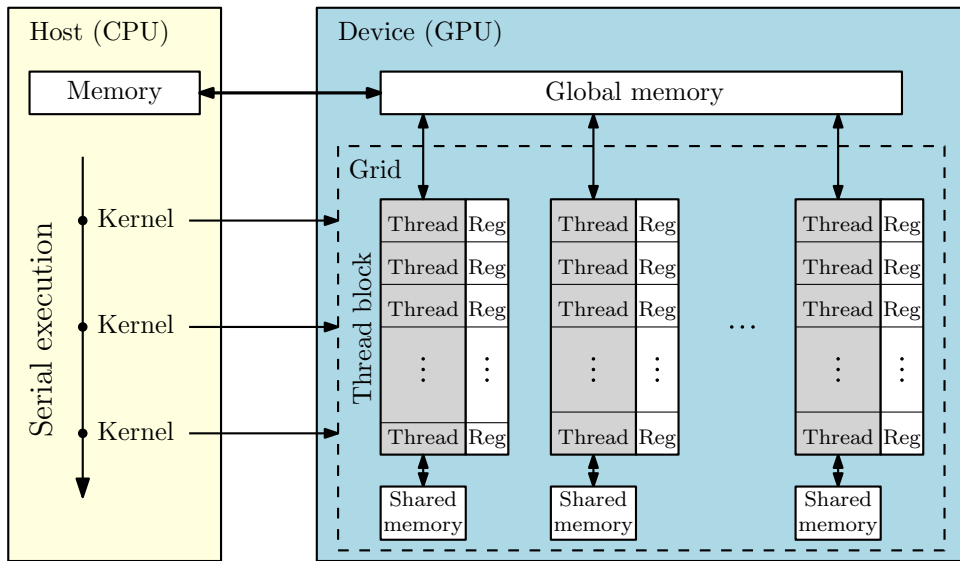 Host (CPU)
Memory
Serial execution
Kernel
Kernel
Kernel
Device (GPU)
Global memory
Grid
Thread block
Thread Reg
Thread Reg
Thread Reg
⋮ ⋮
Thread Reg
Shared
memory
Thread Reg
Thread Reg
Thread Reg
⋮ ⋮
Thread Reg
Shared
memory
...
Thread Reg
Thread Reg
Thread Reg
⋮ ⋮
Thread Reg
Shared
memory